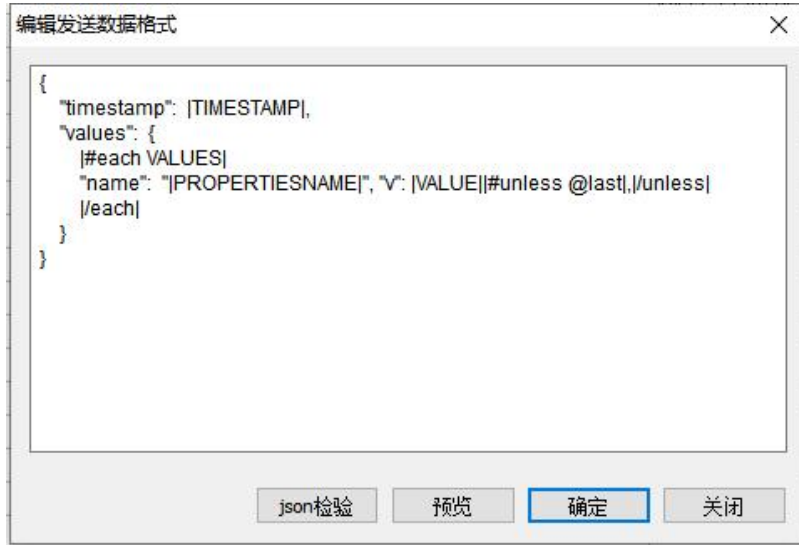 编辑发送数据格式
{
"timestamp": |TIMESTAMP|,
"values": {
|#each VALUES|
"name": "|PROPERTIESNAME|", "v": |VALUE||#unless @last|,|/unless|
|/each|
}
}
json检验 预览 确定 关闭